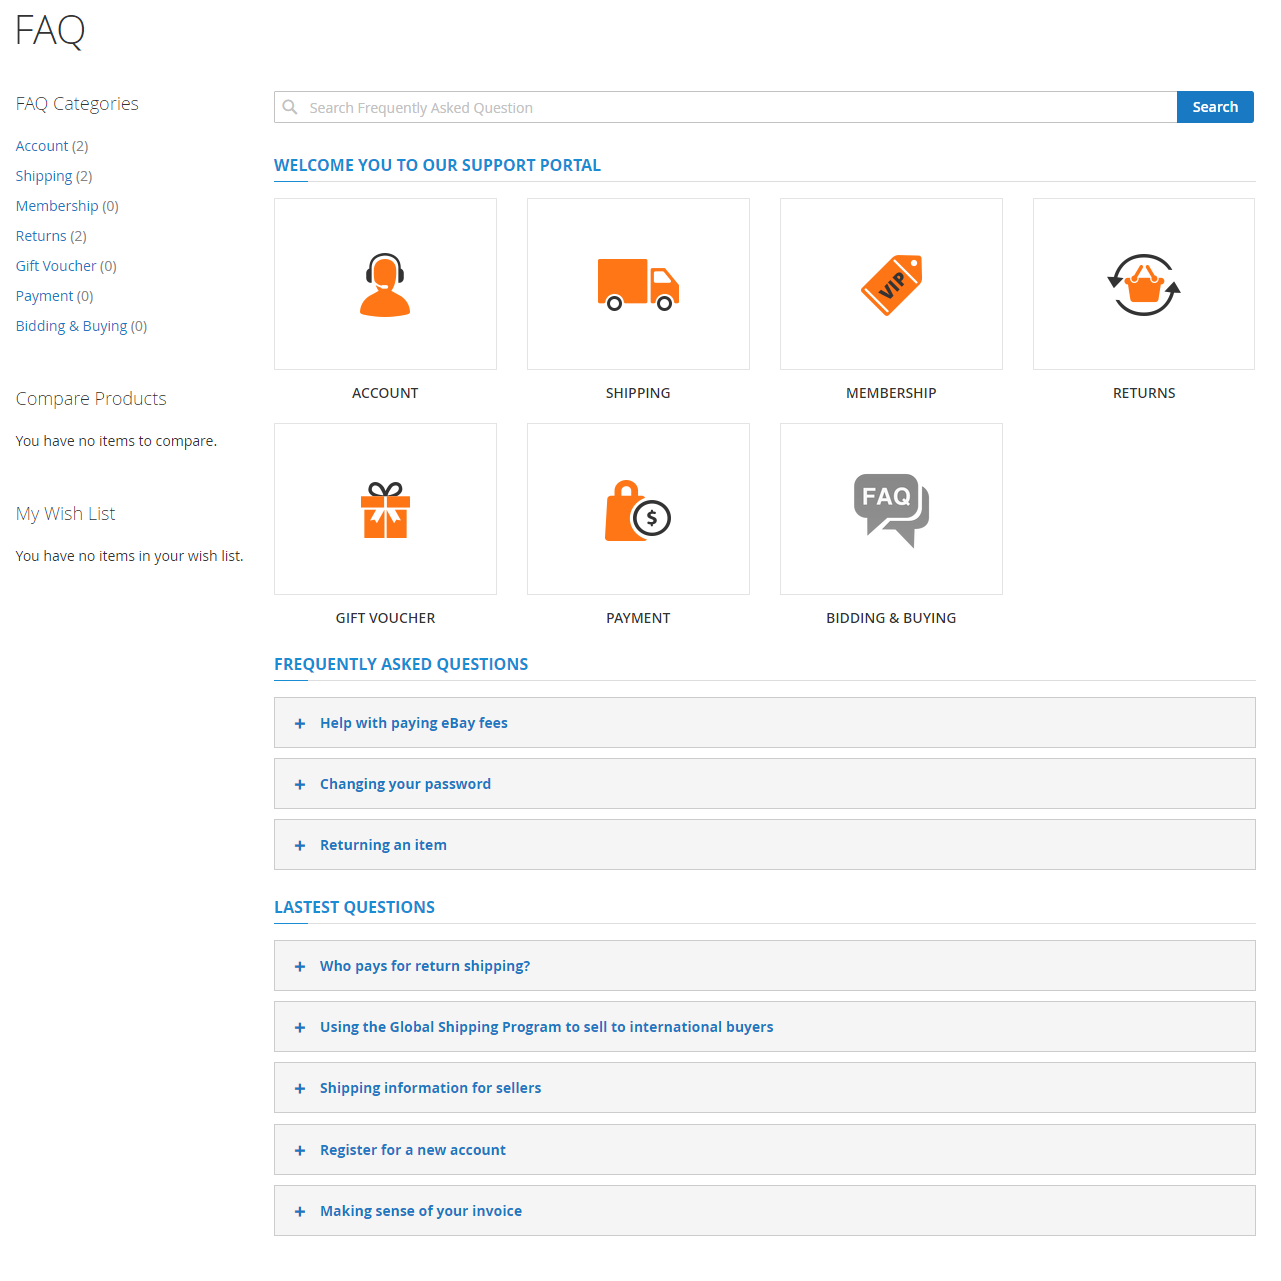 FAQ
FAQ Categories
Account (2)
Shipping (2)
Membership (0)
Returns (2)
Gift Voucher (0)
Payment (0)
Bidding & Buying (0)
Compare Products
You have no items to compare.
My Wish List
You have no items in your wish list.
Search Frequently Asked Question
Search
WELCOME YOU TO OUR SUPPORT PORTAL
VIP
ACCOUNT
SHIPPING
MEMBERSHIP
RETURNS
$
FAQ
GIFT VOUCHER
PAYMENT
BIDDING & BUYING
FREQUENTLY ASKED QUESTIONS
+ Help with paying eBay fees
+ Changing your password
+ Returning an item
LASTEST QUESTIONS
+ Who pays for return shipping?
+ Using the Global Shipping Program to sell to international buyers
+ Shipping information for sellers
+ Register for a new account
+ Making sense of your invoice